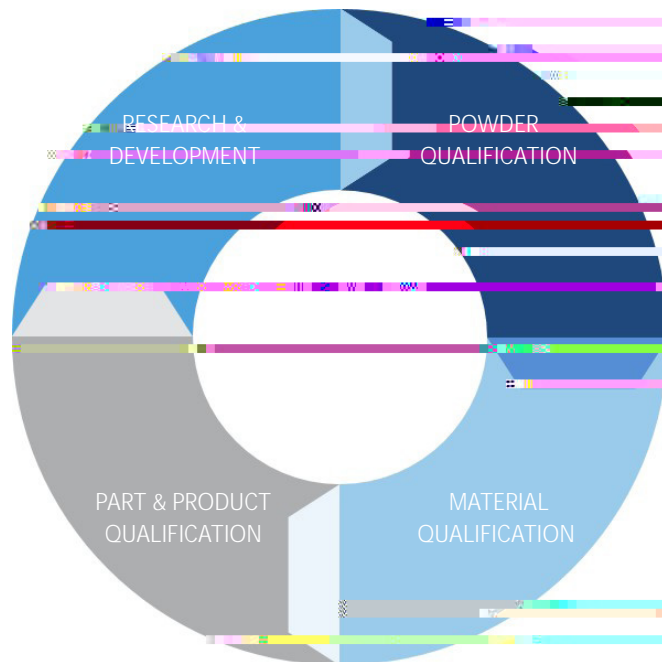 RESEARCH &
DEVELOPMENT
POWDER
QUALIFICATION
PART & PRODUCT
QUALIFICATION
MATERIAL
QUALIFICATION